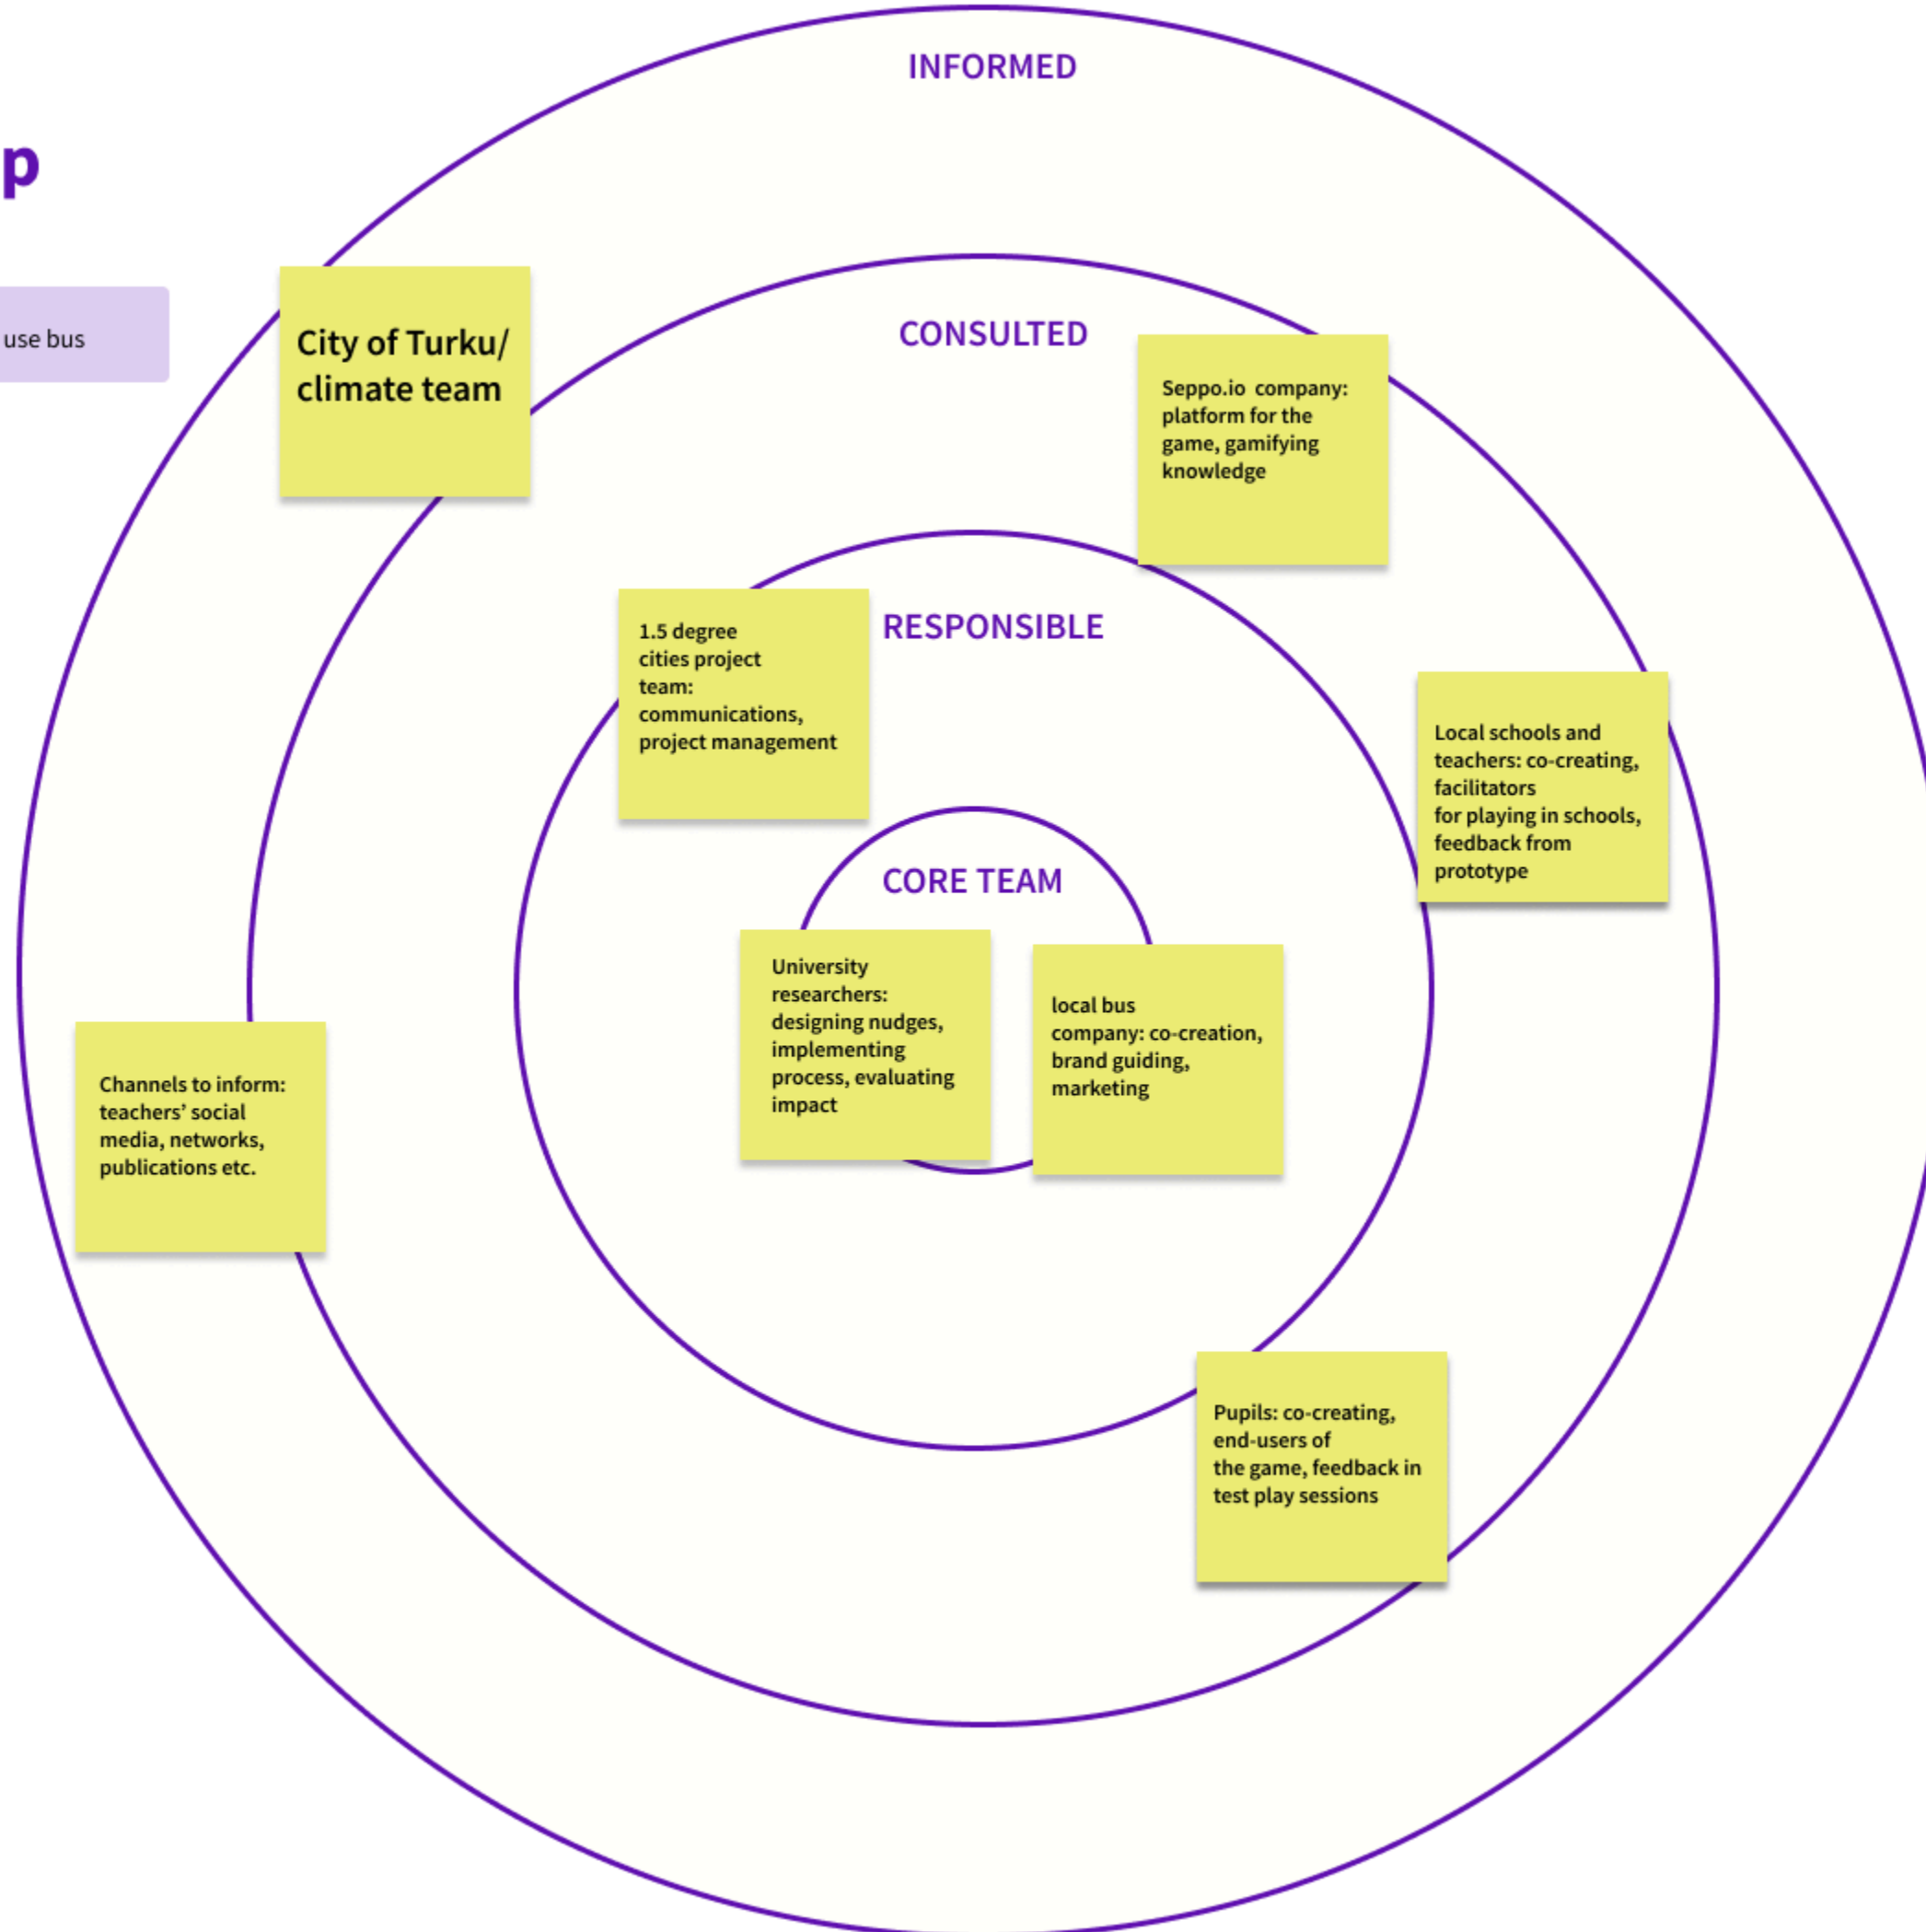 INFORMED
p
use bus
City of Turku/
climate team
CONSULTED
Seppo.io  company:
platform for the
game, gamifying
knowledge
RESPONSIBLE
1.5 degree
cities project
team:
communications,
project management
Local schools and
teachers: co-creating,
facilitators
for playing in schools,
feedback from
prototype
CORE TEAM
University
researchers:
designing nudges,
implementing
process, evaluating
impact
local bus
company: co-creation,
brand guiding,
marketing
Channels to inform:
teachers’ social
media, networks,
publications etc.
Pupils: co-creating,
end-users of
the game, feedback in
test play sessions